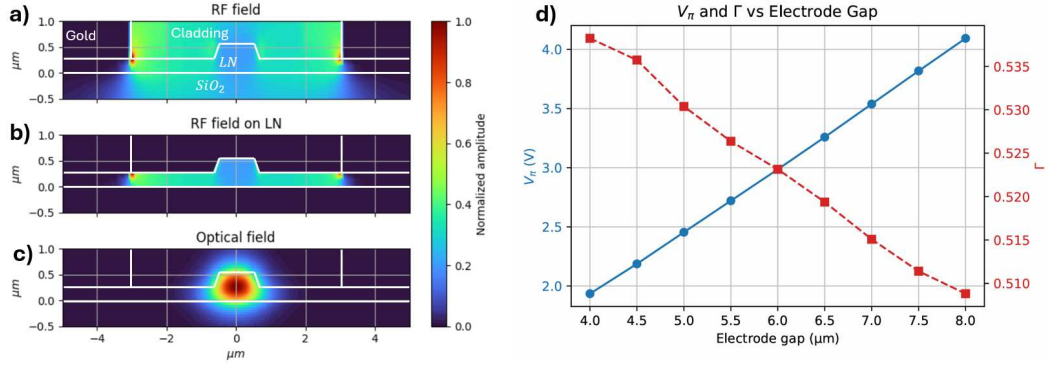 a)
RF field
Gold
Cladding
LN
SiO₂
1.0
0.5
0.0
−0.5
μm
b)
RF field on LN
1.0
0.5
0.0
−0.5
μm
c)
Optical field
1.0
0.5
0.0
−0.5
μm
−4
−2
0
2
4
μm
1.0
0.8
0.6
0.4
0.2
0.0
Normalized amplitude
d)
Vπ and Γ vs Electrode Gap
4.0
3.5
3.0
2.5
2.0
Vπ (V)
4.0
4.5
5.0
5.5
6.0
6.5
7.0
7.5
8.0
Electrode gap (μm)
0.535
0.530
0.525
0.520
0.515
0.510
Γ